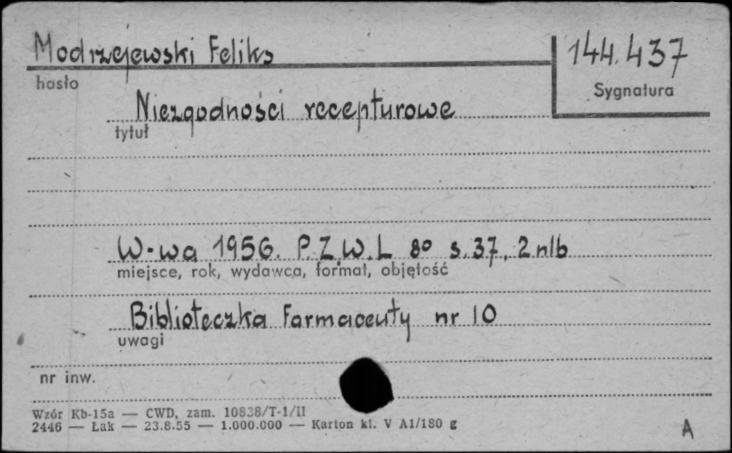 Modrzejewski Feliks
144.437
hasło
Sygnatura
Niezgodności recepturowe
tytuł
W-wa 1956. P.Z.W.L 8° s.37, 2 nlb
miejsce, rok, wydawca, format, objętość
Biblioteczka Farmaceuty nr 10
uwagi
nr inw.
Wzór Kb-15a — CWD, zam. 10838/T-1/II
2446 — Łak — 23.8.55 — 1.000.000 — Karton kl. V A1/180 g
A